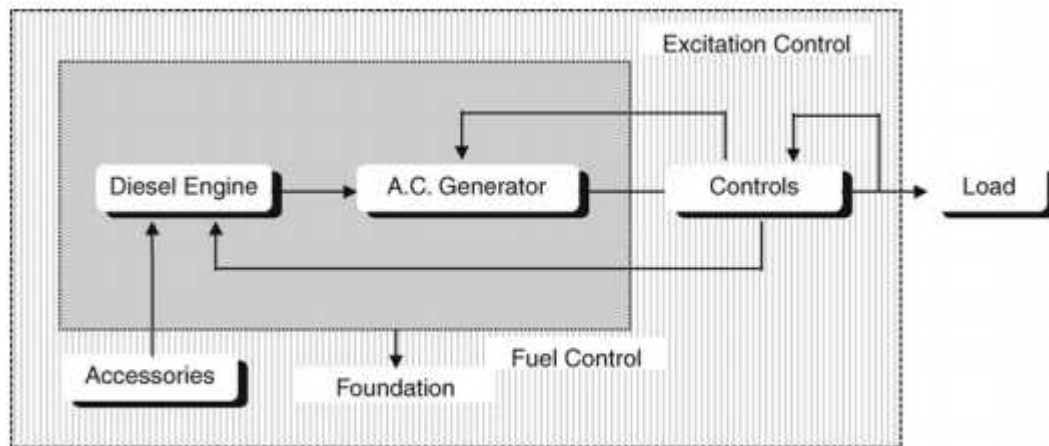 Excitation Control
Diesel Engine
A.C. Generator
Controls
Load
Accessories
Foundation
Fuel Control